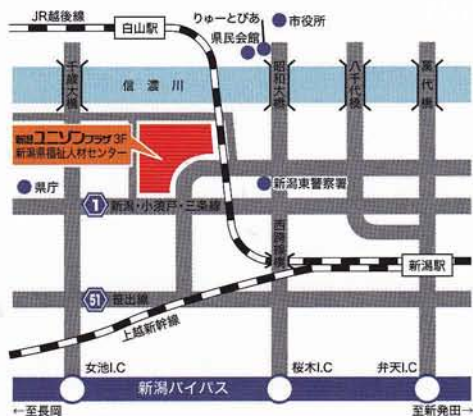 JR越後線
白山駅
りゅーとぴあ
県民会館
市役所
千歳大橋
信濃川
昭和大橋
八千代橋
萬代橋
新潟ユニゾンプラザ 3F
新潟県福祉人材センター
県庁
1
新潟・小須戸・三条線
新潟東警察署
西跨線橋
新潟駅
51
笹出線
上越新幹線
女池I.C
桜木I.C
弁天I.C
新潟バイパス
←至長岡
至新発田→